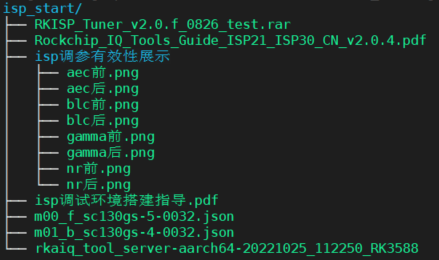 isp_start/
├── RKISP_Tuner_v2.0.f_0826_test.rar
├── Rockchip_IQ_Tools_Guide_ISP21_ISP30_CN_v2.0.4.pdf
├── isp调参有效性展示
│   ├── aec前.png
│   ├── aec后.png
│   ├── blc前.png
│   ├── blc后.png
│   ├── gamma前.png
│   ├── gamma后.png
│   ├── nr前.png
│   └── nr后.png
├── isp调试环境搭建指导.pdf
├── m00_f_sc130gs-5-0032.json
├── m01_b_sc130gs-4-0032.json
└── rkaiq_tool_server-aarch64-20221025_112250_RK3588